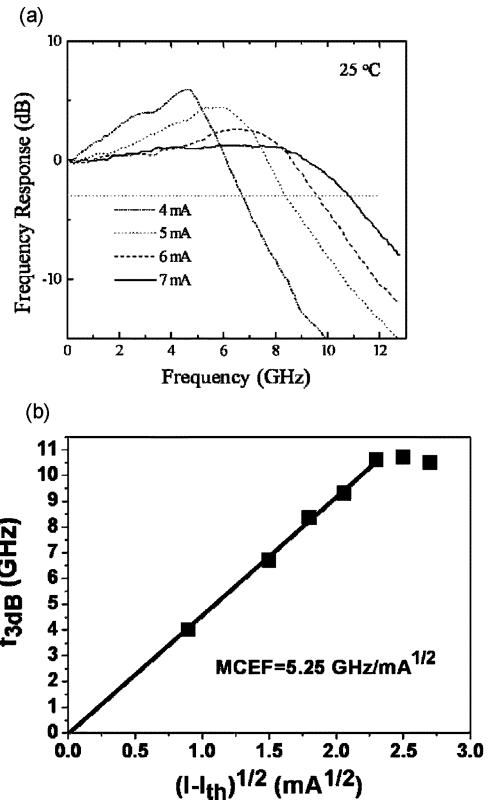 (a)
10
0
-10
Frequency Response (dB)
25 °C
4 mA
5 mA
6 mA
7 mA
0 2 4 6 8 10 12
Frequency (GHz)
(b)
11
10
9
8
7
6
5
4
3
2
1
0
f3dB (GHz)
MCEF=5.25 GHz/mA1/2
0.0 0.5 1.0 1.5 2.0 2.5 3.0
(I-Ith)1/2 (mA1/2)